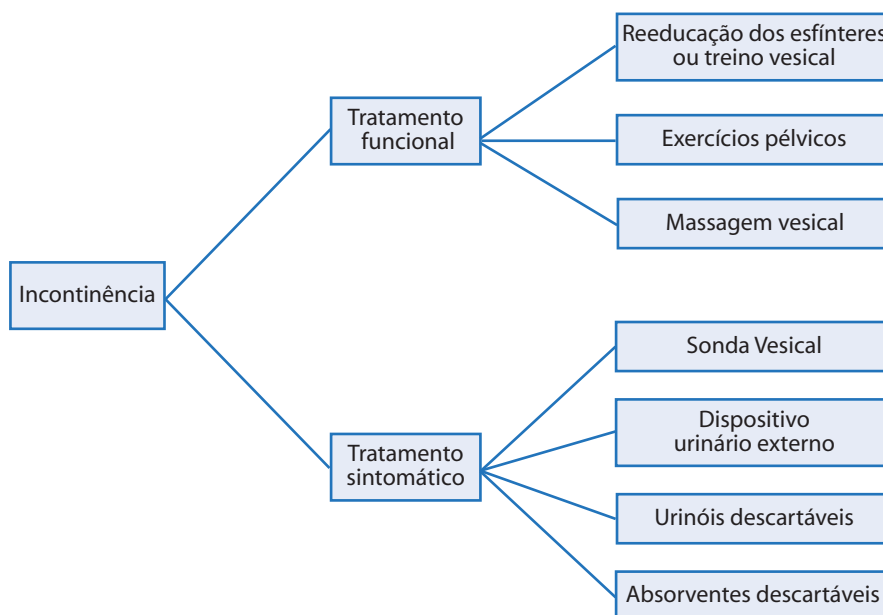 Incontinência
Tratamento
funcional
Reeducação dos esfínteres
ou treino vesical
Exercícios pélvicos
Massagem vesical
Tratamento
sintomático
Sonda Vesical
Dispositivo
urinário externo
Urinóis descartáveis
Absorventes descartáveis